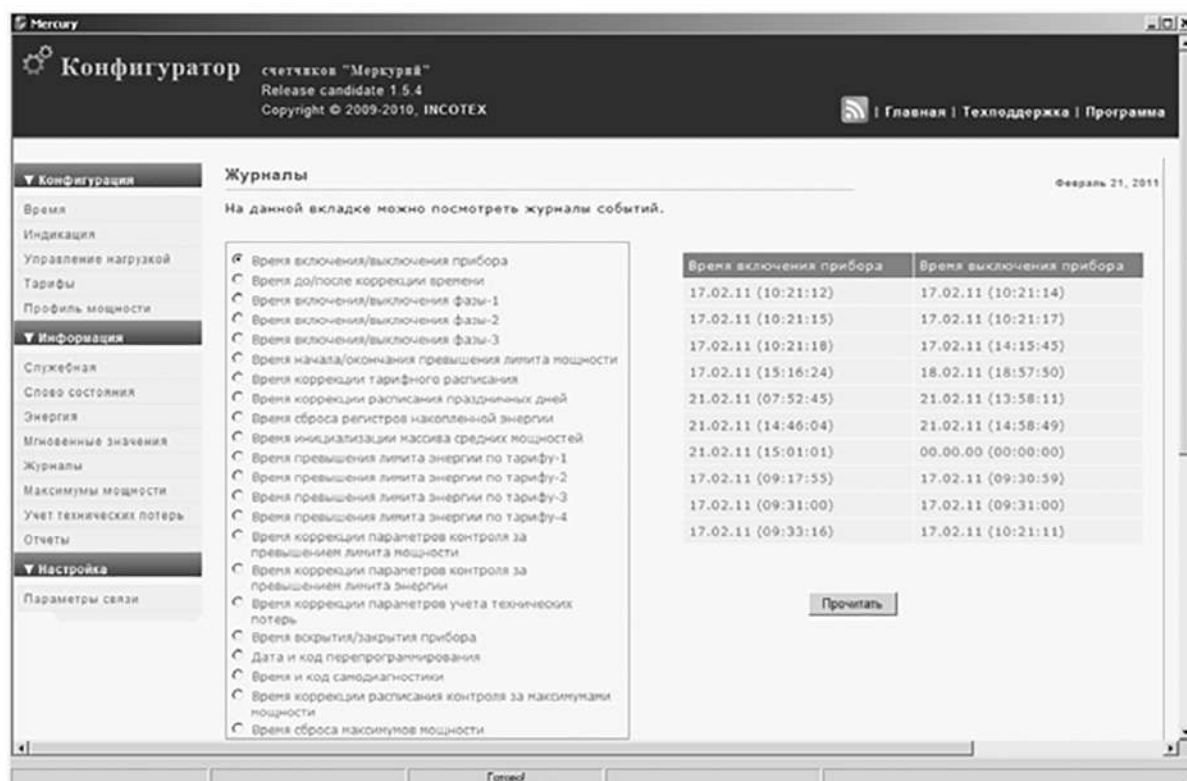 Mercury
Конфигуратор счетчиков "Меркурий"
Release candidate 1.5.4
Copyright © 2009-2010, INCOTEX
| Главная | Техподдержка | Программа
▼ Конфигурация
Время
Индикация
Управление нагрузкой
Тарифы
Профиль мощности
▼ Информация
Служебная
Слово состояния
Энергия
Мгновенные значения
Журналы
Максимумы мощности
Учет технических потерь
Отчеты
▼ Настройка
Параметры связи
Журналы
Февраль 21, 2011
На данной вкладке можно посмотреть журналы событий.
Время включения/выключения прибора
Время до/после коррекции времени
Время включения/выключения фазы-1
Время включения/выключения фазы-2
Время включения/выключения фазы-3
Время начала/окончания превышения лимита мощности
Время коррекции тарифного расписания
Время коррекции расписания праздничных дней
Время сброса регистров накопленной энергии
Время инициализации массива средних мощностей
Время превышения лимита энергии по тарифу-1
Время превышения лимита энергии по тарифу-2
Время превышения лимита энергии по тарифу-3
Время превышения лимита энергии по тарифу-4
Время коррекции параметров контроля за
превышением лимита мощности
Время коррекции параметров контроля за
превышением лимита энергии
Время коррекции параметров учета технических
потерь
Время вскрытия/закрытия прибора
Дата и код перепрограммирования
Время и код самодиагностики
Время коррекции расписания контроля за максимумами
мощности
Время сброса максимумов мощности
Время включения прибора Время выключения прибора
17.02.11 (10:21:12) 17.02.11 (10:21:14)
17.02.11 (10:21:15) 17.02.11 (10:21:17)
17.02.11 (10:21:18) 17.02.11 (14:15:45)
17.02.11 (15:16:24) 18.02.11 (18:57:50)
21.02.11 (07:52:45) 21.02.11 (13:58:11)
21.02.11 (14:46:04) 21.02.11 (14:58:49)
21.02.11 (15:01:01) 00.00.00 (00:00:00)
17.02.11 (09:17:55) 17.02.11 (09:30:59)
17.02.11 (09:31:00) 17.02.11 (09:31:00)
17.02.11 (09:33:16) 17.02.11 (10:21:11)
Прочитать
Готово!